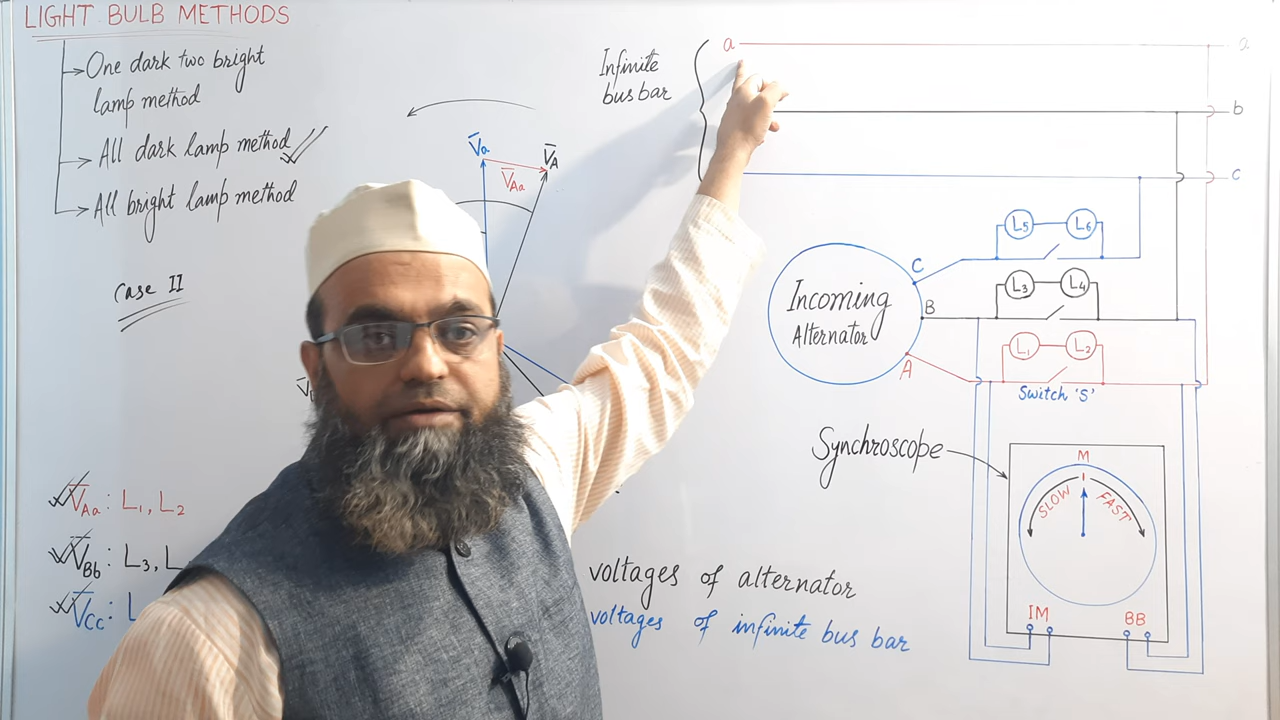 LIGHT BULB METHODS
One dark two bright
lamp method
All dark lamp method
All bright lamp method
Case II
V̄a
V̄A
V̄Aa
V̄Aa: L1, L2
V̄Bb: L3, L
V̄Cc: L
Infinite
bus bar
a
a
b
c
Incoming
Alternator
C
B
A
L5
L6
L3
L4
L1
L2
Switch 'S'
Synchroscope
M
SLOW
FAST
IM
BB
voltages of alternator
voltages of infinite bus bar